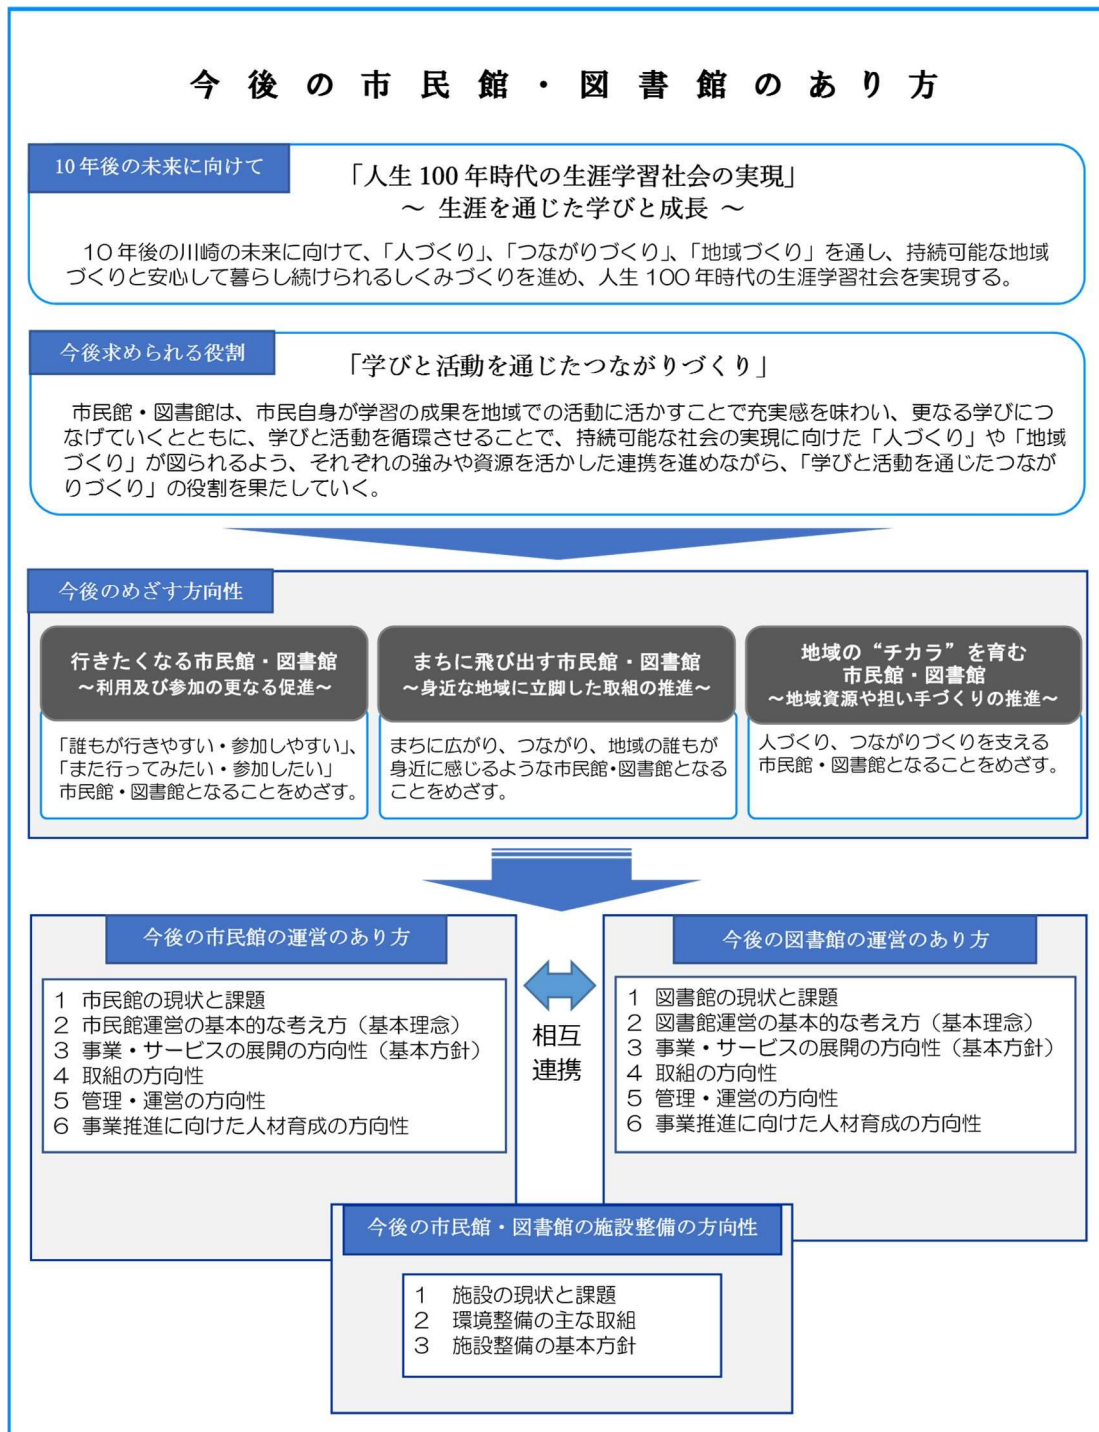 今後の市民館・図書館のあり方
10年後の未来に向けて
「人生100年時代の生涯学習社会の実現」
～ 生涯を通じた学びと成長 ～
10年後の川崎の未来に向けて、「人づくり」、「つながりづくり」、「地域づくり」を通し、持続可能な地域
づくりと安心して暮らし続けられるしくみづくりを進め、人生100年時代の生涯学習社会を実現する。
今後求められる役割
「学びと活動を通じたつながりづくり」
市民館・図書館は、市民自身が学習の成果を地域での活動に活かすことで充実感を味わい、更なる学びにつ
なげていくとともに、学びと活動を循環させることで、持続可能な社会の実現に向けた「人づくり」や「地域
づくり」が図られるよう、それぞれの強みや資源を活かした連携を進めながら、「学びと活動を通じたつなが
りづくり」の役割を果たしていく。
今後のめざす方向性
行きたくなる市民館・図書館
～利用及び参加の更なる促進～
「誰もが行きやすい・参加しやすい」、
「また行ってみたい・参加したい」
市民館・図書館となることをめざす。
まちに飛び出す市民館・図書館
～身近な地域に立脚した取組の推進～
まちに広がり、つながり、地域の誰もが
身近に感じるような市民館・図書館となる
ことをめざす。
地域の“チカラ”を育む
市民館・図書館
～地域資源や担い手づくりの推進～
人づくり、つながりづくりを支える
市民館・図書館となることをめざす。
今後の市民館の運営のあり方
1 市民館の現状と課題
2 市民館運営の基本的な考え方（基本理念）
3 事業・サービスの展開の方向性（基本方針）
4 取組の方向性
5 管理・運営の方向性
6 事業推進に向けた人材育成の方向性
相互
連携
今後の図書館の運営のあり方
1 図書館の現状と課題
2 図書館運営の基本的な考え方（基本理念）
3 事業・サービスの展開の方向性（基本方針）
4 取組の方向性
5 管理・運営の方向性
6 事業推進に向けた人材育成の方向性
今後の市民館・図書館の施設整備の方向性
1 施設の現状と課題
2 環境整備の主な取組
3 施設整備の基本方針